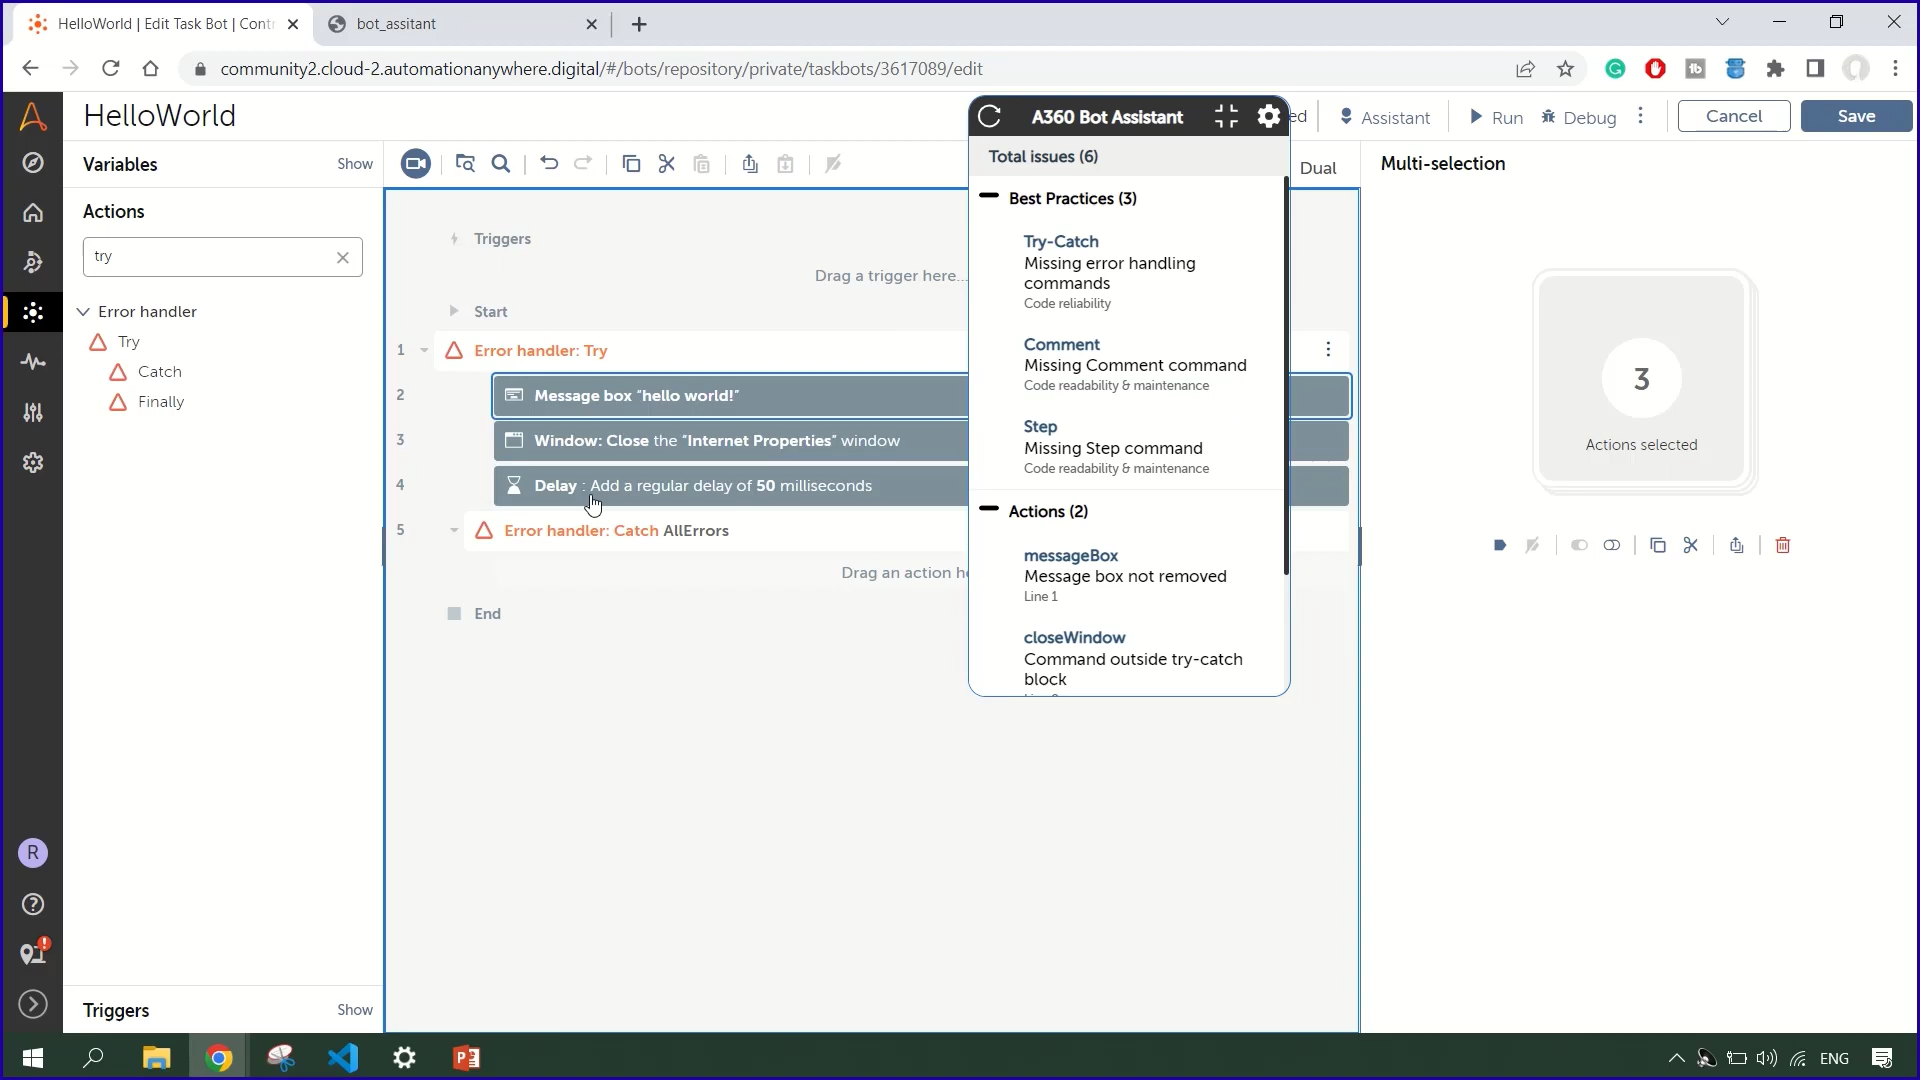 HelloWorld | Edit Task Bot | Contr
bot_assitant
community2.cloud-2.automationanywhere.digital/#/bots/repository/private/taskbots/3617089/edit
HelloWorld
A360 Bot Assistant
ed
Assistant
Run
Debug
Cancel
Save
Variables
Show
Total issues (6)
Dual
Multi-selection
Actions
try
Error handler
Try
Catch
Finally
Triggers
Drag a trigger here...
Start
1
Error handler: Try
2
Message box "hello world!"
3
Window: Close the "Internet Properties" window
4
Delay : Add a regular delay of 50 milliseconds
5
Error handler: Catch AllErrors
Drag an action he
End
Best Practices (3)
Try-Catch
Missing error handling
commands
Code reliability
Comment
Missing Comment command
Code readability & maintenance
Step
Missing Step command
Code readability & maintenance
Actions (2)
messageBox
Message box not removed
Line 1
closeWindow
Command outside try-catch
block
3
Actions selected
R
Triggers
Show
ENG